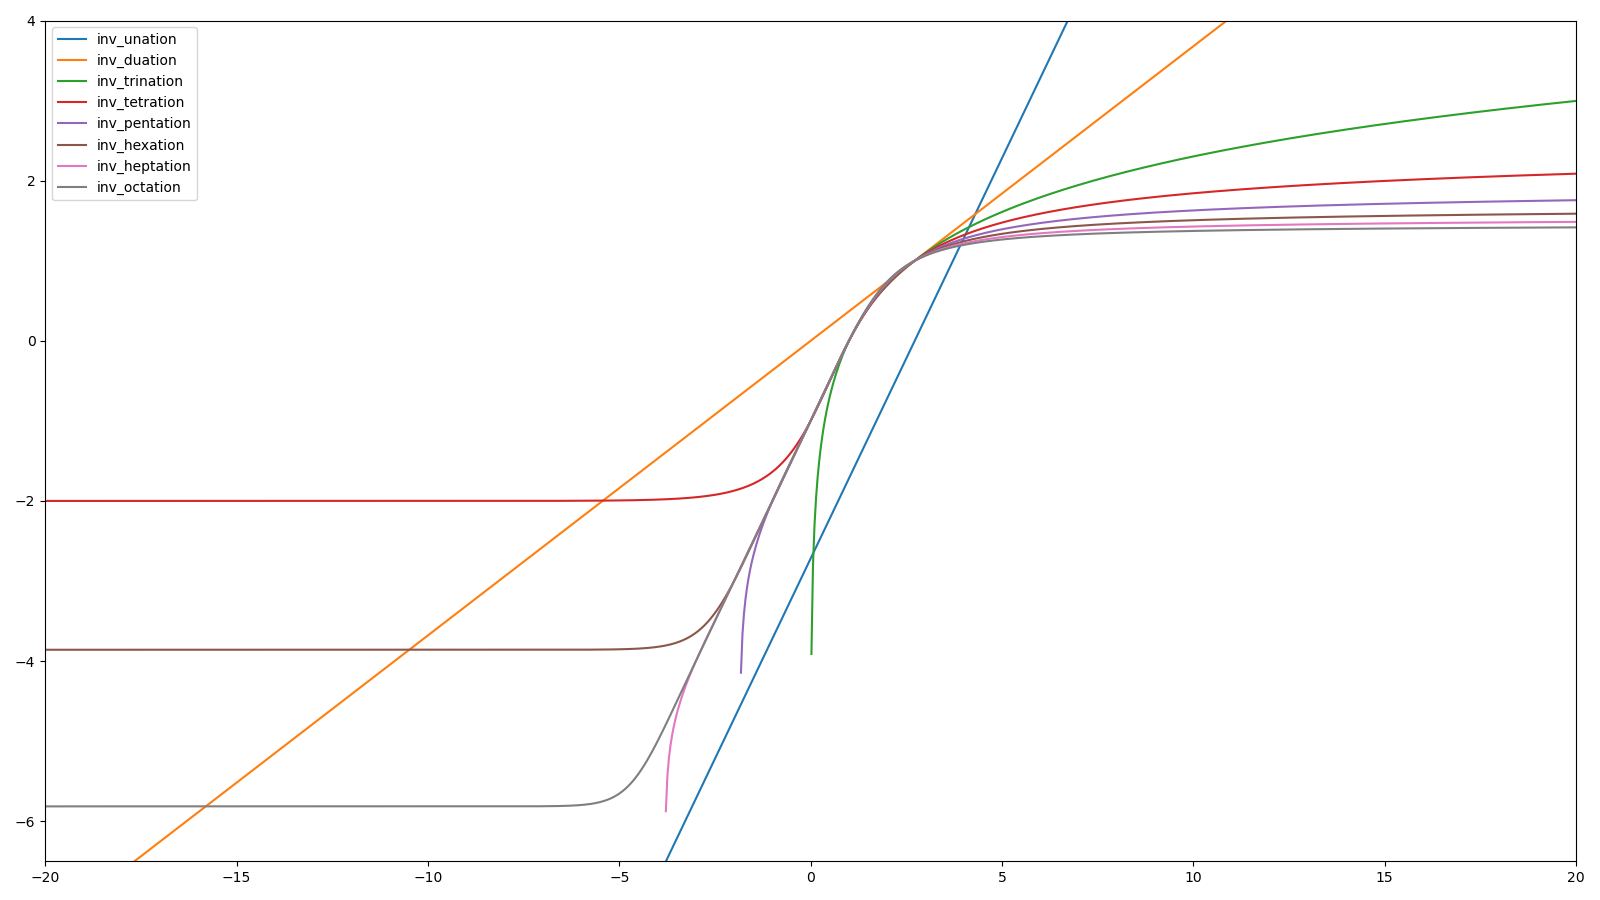 4
inv_unation
inv_duation
inv_trination
inv_tetration
inv_pentation
inv_hexation
inv_heptation
inv_octation
2
0
−2
−4
−6
−20 −15 −10 −5 0 5 10 15 20